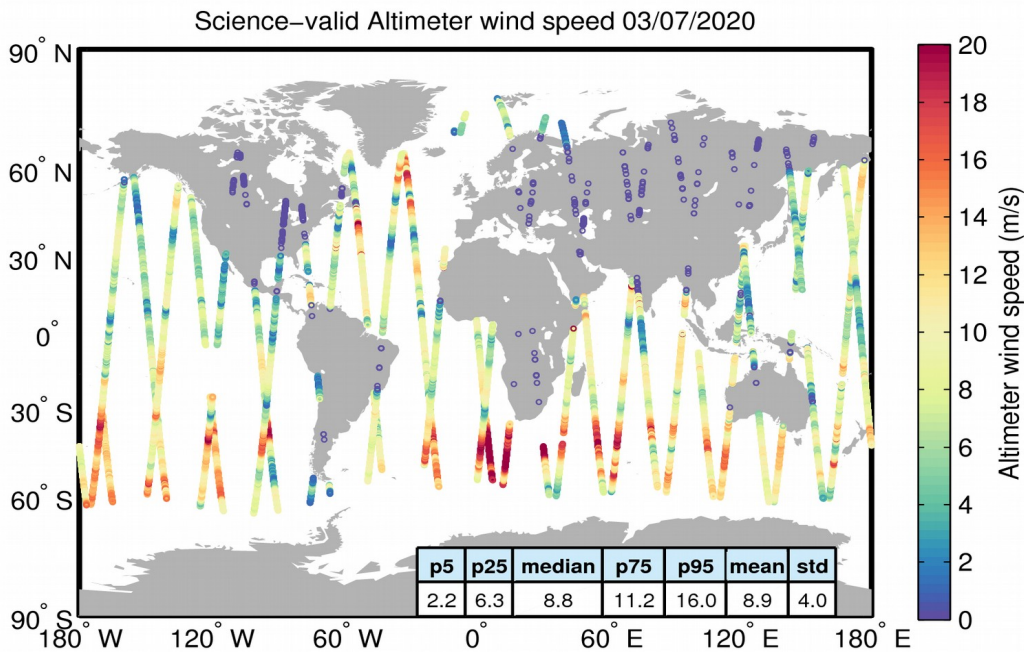 Science−valid Altimeter wind speed 03/07/2020
90° N
60° N
30° N
0°
30° S
60° S
90° S
180° W
120° W
60° W
0°
60° E
120° E
180° E
p5 p25 median p75 p95 mean std
2.2 6.3 8.8 11.2 16.0 8.9 4.0
20
18
16
14
12
10
8
6
4
2
0
Altimeter wind speed (m/s)